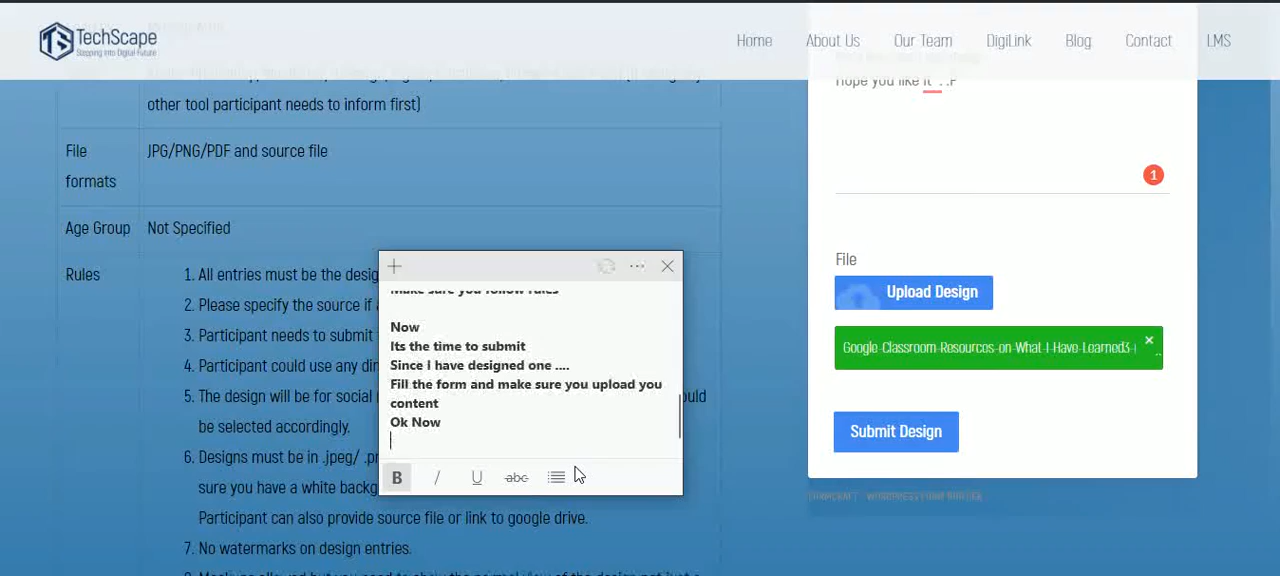 TechScape
Stepping Into Digital Future
Home
About Us
Our Team
DigiLink
Blog
Contact
LMS
other tool participant needs to inform first)
File
formats
JPG/PNG/PDF and source file
Age Group
Not Specified
Rules
1. All entries must be the desig
2. Please specify the source if a
3. Participant needs to submit
4. Participant could use any dim
5. The design will be for social
ould
be selected accordingly.
6. Designs must be in .jpeg/ .p
sure you have a white backg
Participant can also provide source file or link to google drive.
7. No watermarks on design entries.
Make sure you follow rules
Now
Its the time to submit
Since I have designed one ....
Fill the form and make sure you upload you
content
Ok Now
B
/
U
abc
Hope you like it . :P
1
File
Upload Design
Google-Classroom-Resources-on-What-I-Have-Learned3-
Submit Design
FORMCRAFT - WORDPRESS FORM BUILDER